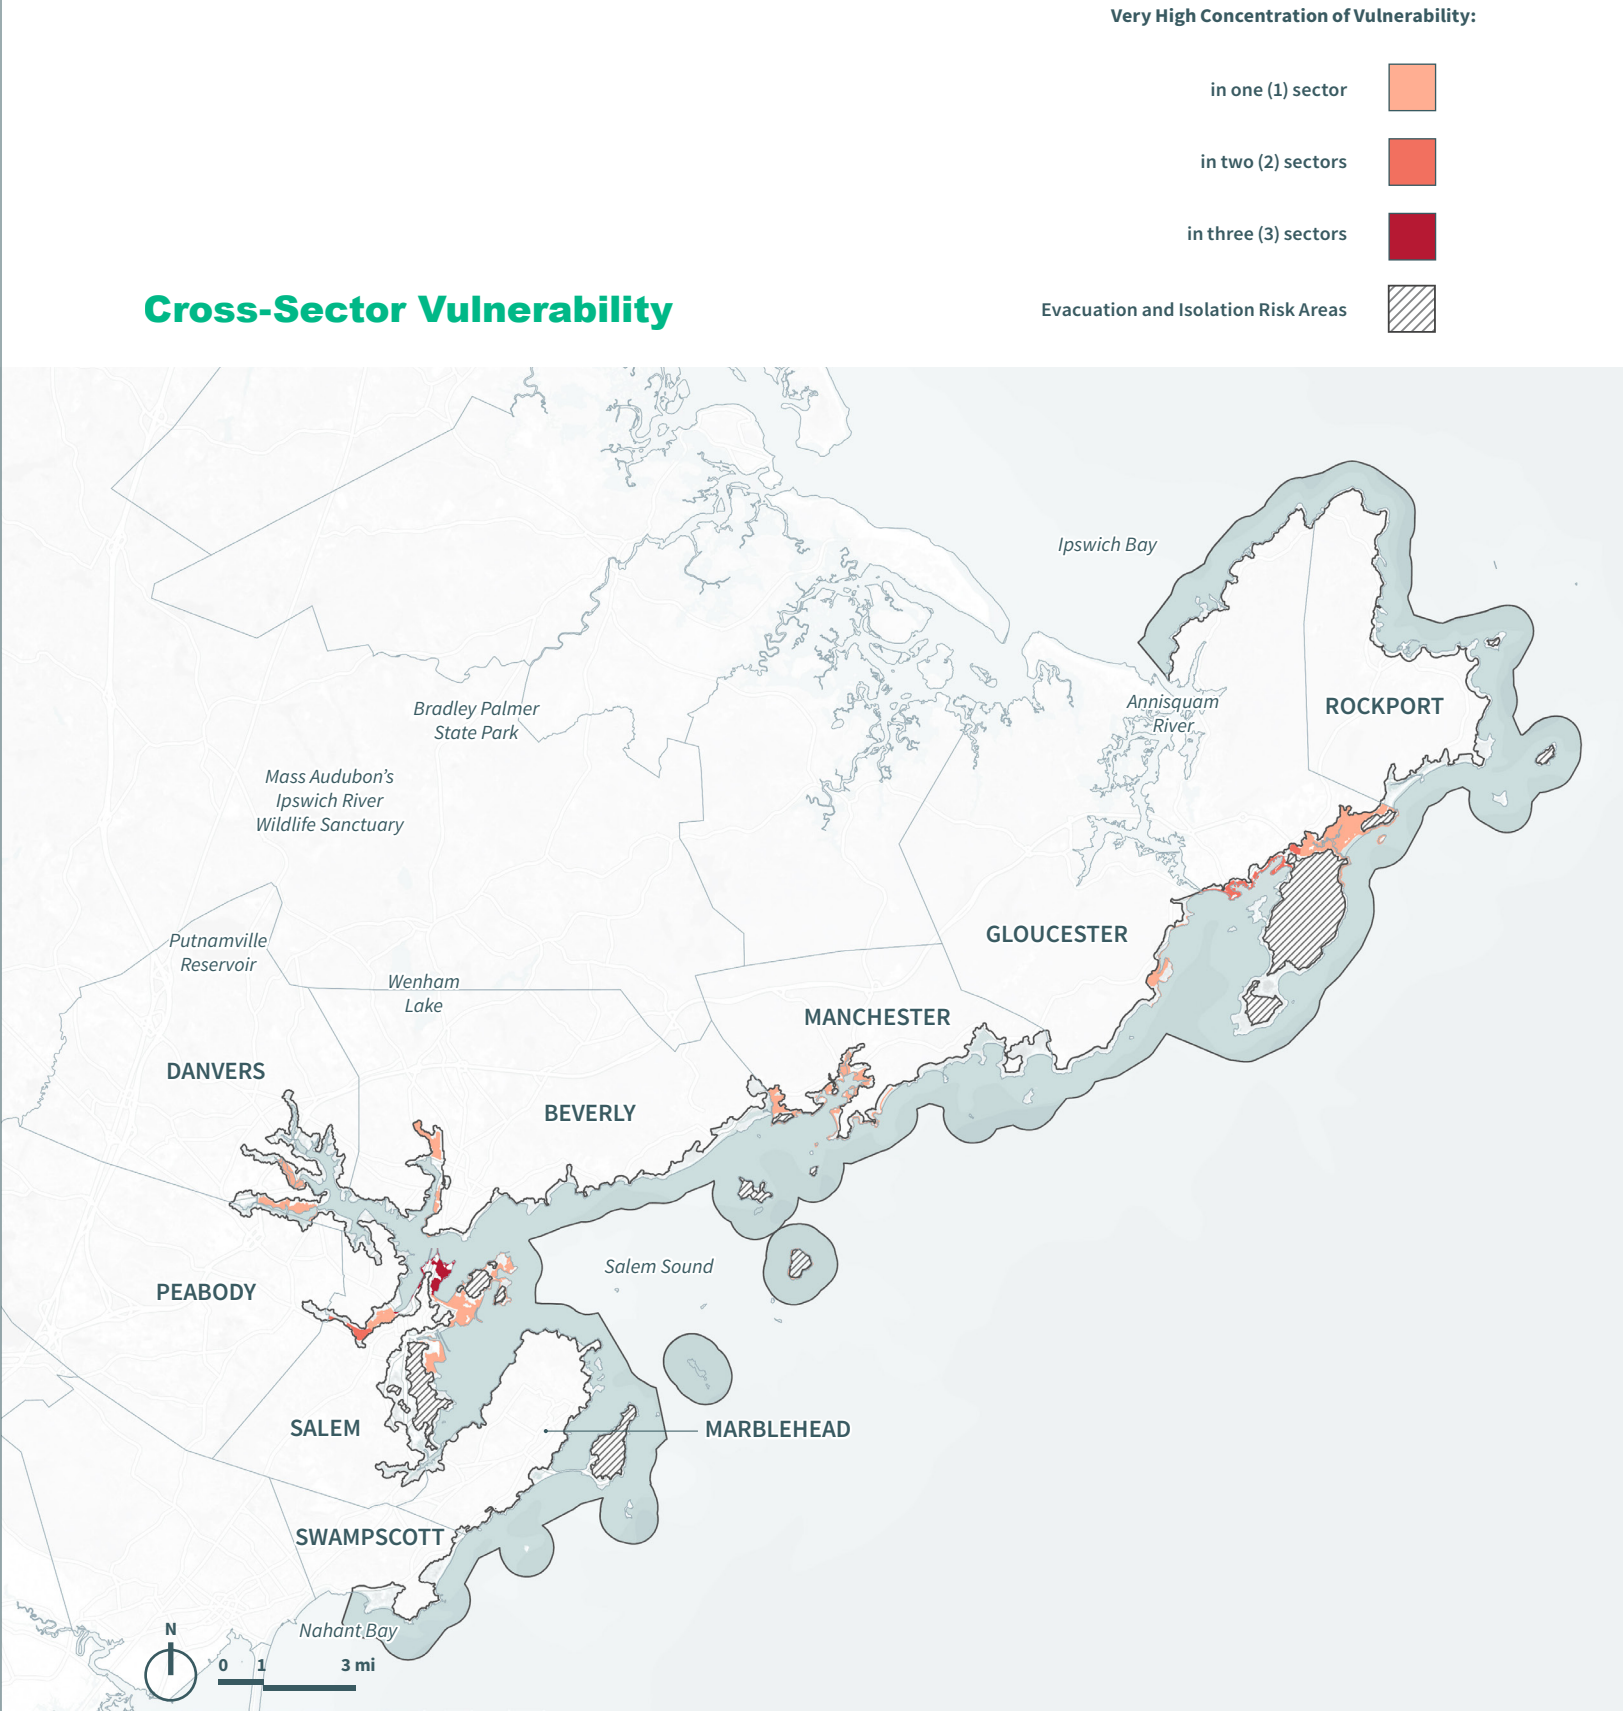 Very High Concentration of Vulnerability:
in one (1) sector
in two (2) sectors
in three (3) sectors
Evacuation and Isolation Risk Areas
Cross-Sector Vulnerability
Ipswich Bay
Annisquam
River
ROCKPORT
Bradley Palmer
State Park
Mass Audubon's
Ipswich River
Wildlife Sanctuary
GLOUCESTER
Putnamville
Reservoir
Wenham
Lake
MANCHESTER
DANVERS
BEVERLY
Salem Sound
PEABODY
SALEM
MARBLEHEAD
SWAMPSCOTT
Nahant Bay
N
0 1 3 mi